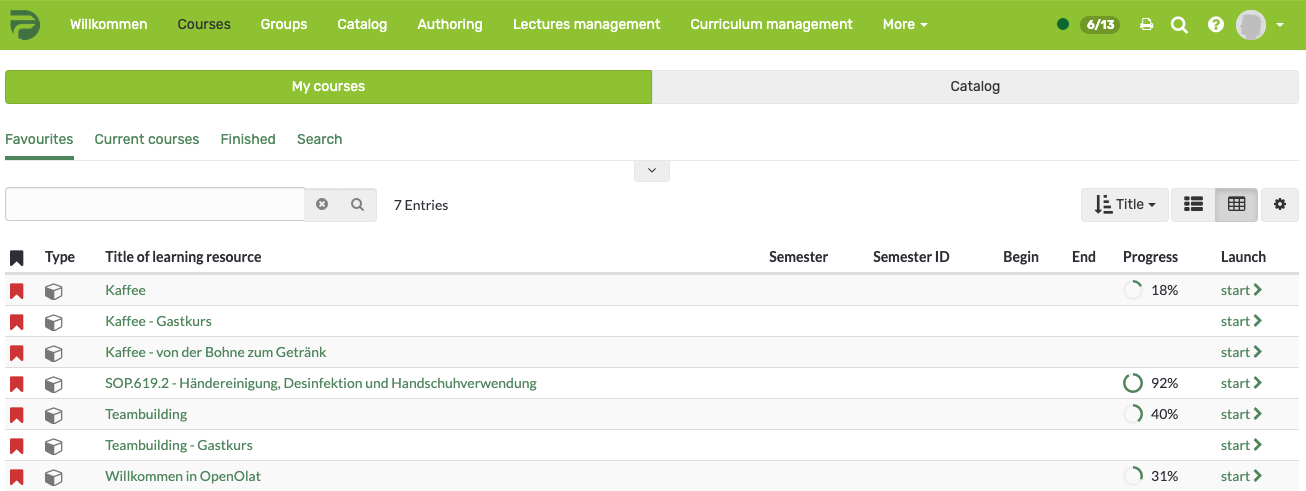 Willkommen Courses Groups Catalog Authoring Lectures management Curriculum management More 6/13
My courses Catalog
Favourites Current courses Finished Search
7 Entries Title
Type Title of learning resource Semester Semester ID Begin End Progress Launch
Kaffee 18% start
Kaffee - Gastkurs start
Kaffee - von der Bohne zum Getränk start
SOP.619.2 - Händereinigung, Desinfektion und Handschuhverwendung 92% start
Teambuilding 40% start
Teambuilding - Gastkurs start
Willkommen in OpenOlat 31% start